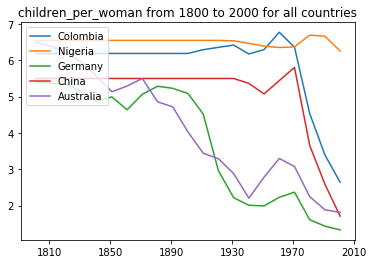 children_per_woman from 1800 to 2000 for all countries
Colombia
Nigeria
Germany
China
Australia
7
6
5
4
3
2
1810 1850 1890 1930 1970 2010